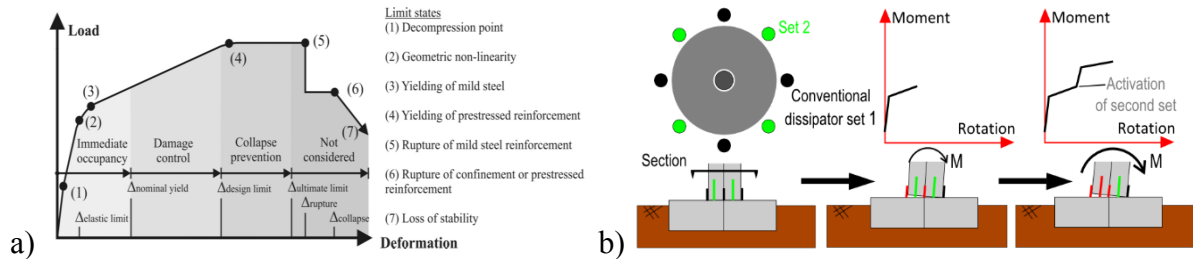 Load
(1)
(2)
(3)
(4)
(5)
(6)
(7)
Immediate
occupancy
Damage
control
Collapse
prevention
Not
considered
Δnominal yield
Δdesign limit
Δultimate limit
Δelastic limit
Δrupture
Δcollapse
Deformation
a)
Limit states
(1) Decompression point
(2) Geometric non-linearity
(3) Yielding of mild steel
(4) Yielding of prestressed reinforcement
(5) Rupture of mild steel reinforcement
(6) Rupture of confinement or prestressed
reinforcement
(7) Loss of stability
b)
Set 2
Conventional
dissipator set 1
Section
Moment
Rotation
M
Moment
Activation
of second set
Rotation
M